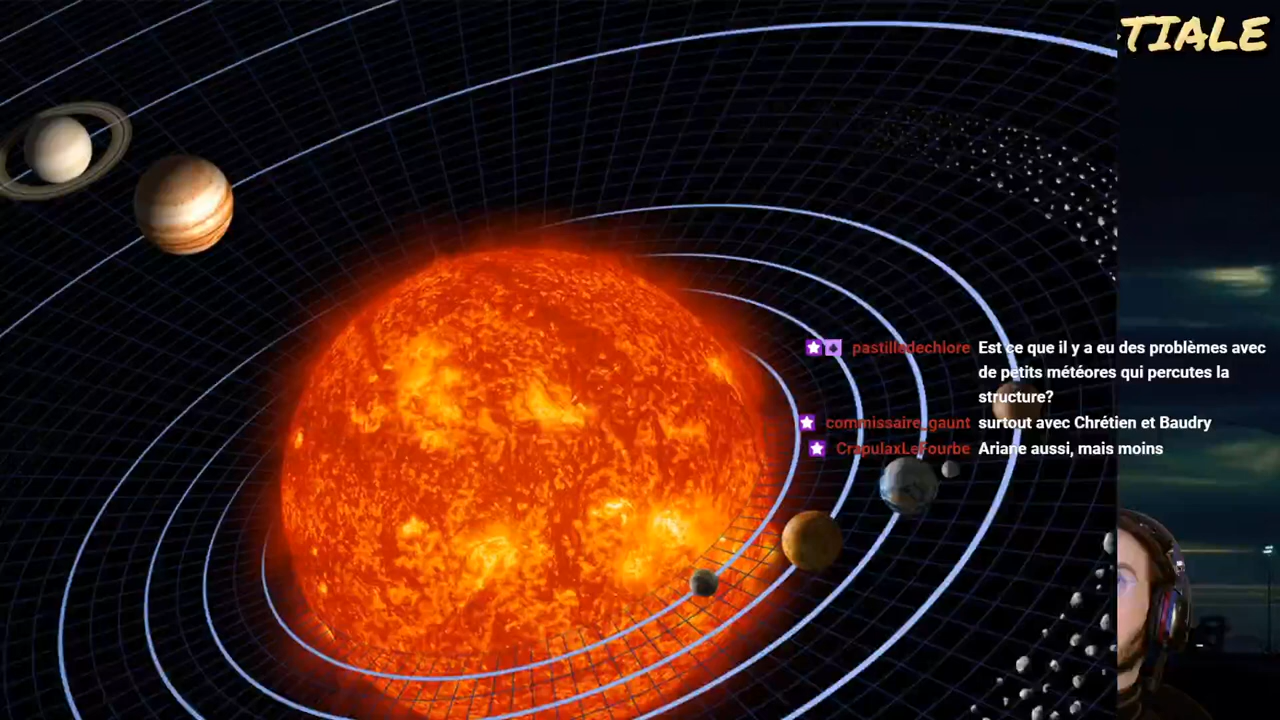 TIALE
pastilledechlore Est ce que il y a eu des problèmes avec
de petits météores qui percutes la
structure?
commissaire_gaunt surtout avec Chrétien et Baudry
CrapulaxLeFourbe Ariane aussi, mais moins